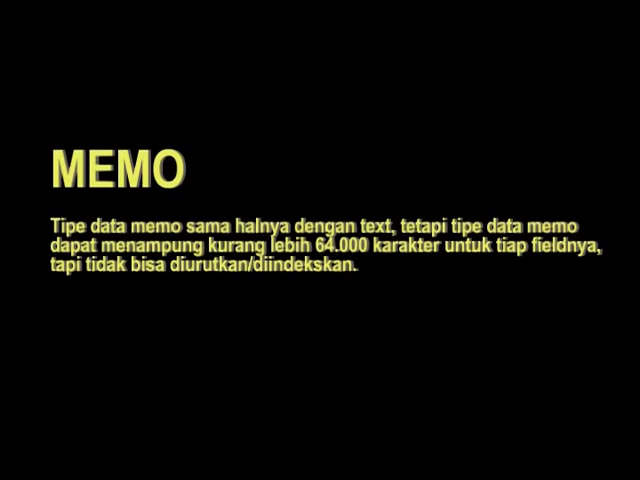 MEMO
Tipe data memo sama halnya dengan text, tetapi tipe data memo
dapat menampung kurang lebih 64.000 karakter untuk tiap fieldnya,
tapi tidak bisa diurutkan/diindekskan.